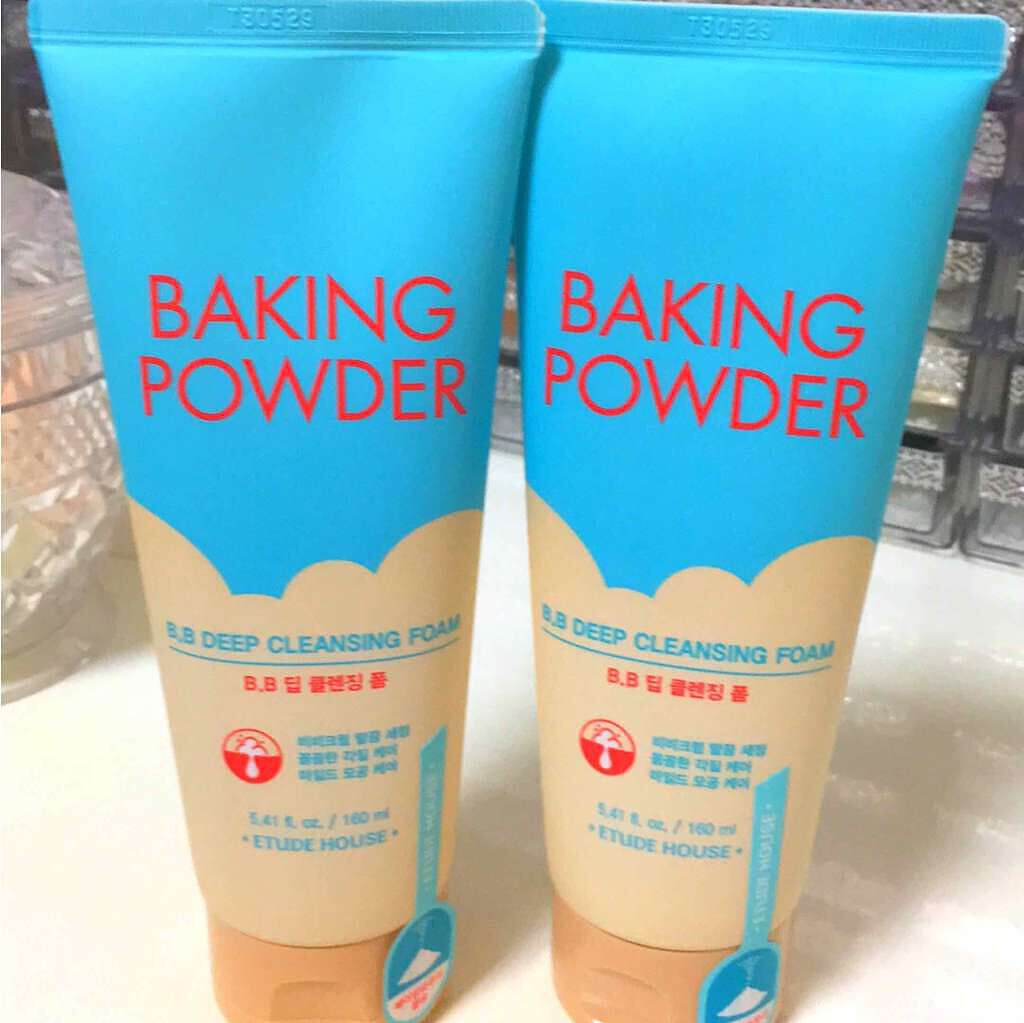 T30529
BAKING
POWDER
B.B DEEP CLEANSING FOAM
B.B 딥 클렌징 폼
비비크림 말끔 세정
꼼꼼한 각질 케어
마일드 모공 케어
5.41 fl. oz. / 160 ml
•ETUDE HOUSE•
•ETUDE HOUSE•
T30529
BAKING
POWDER
B.B DEEP CLEANSING FOAM
B.B 딥 클렌징 폼
비비크림 말끔 세정
꼼꼼한 각질 케어
마일드 모공 케어
5.41 fl. oz. / 160 ml
•ETUDE HOUSE•
•ETUDE HOUSE•